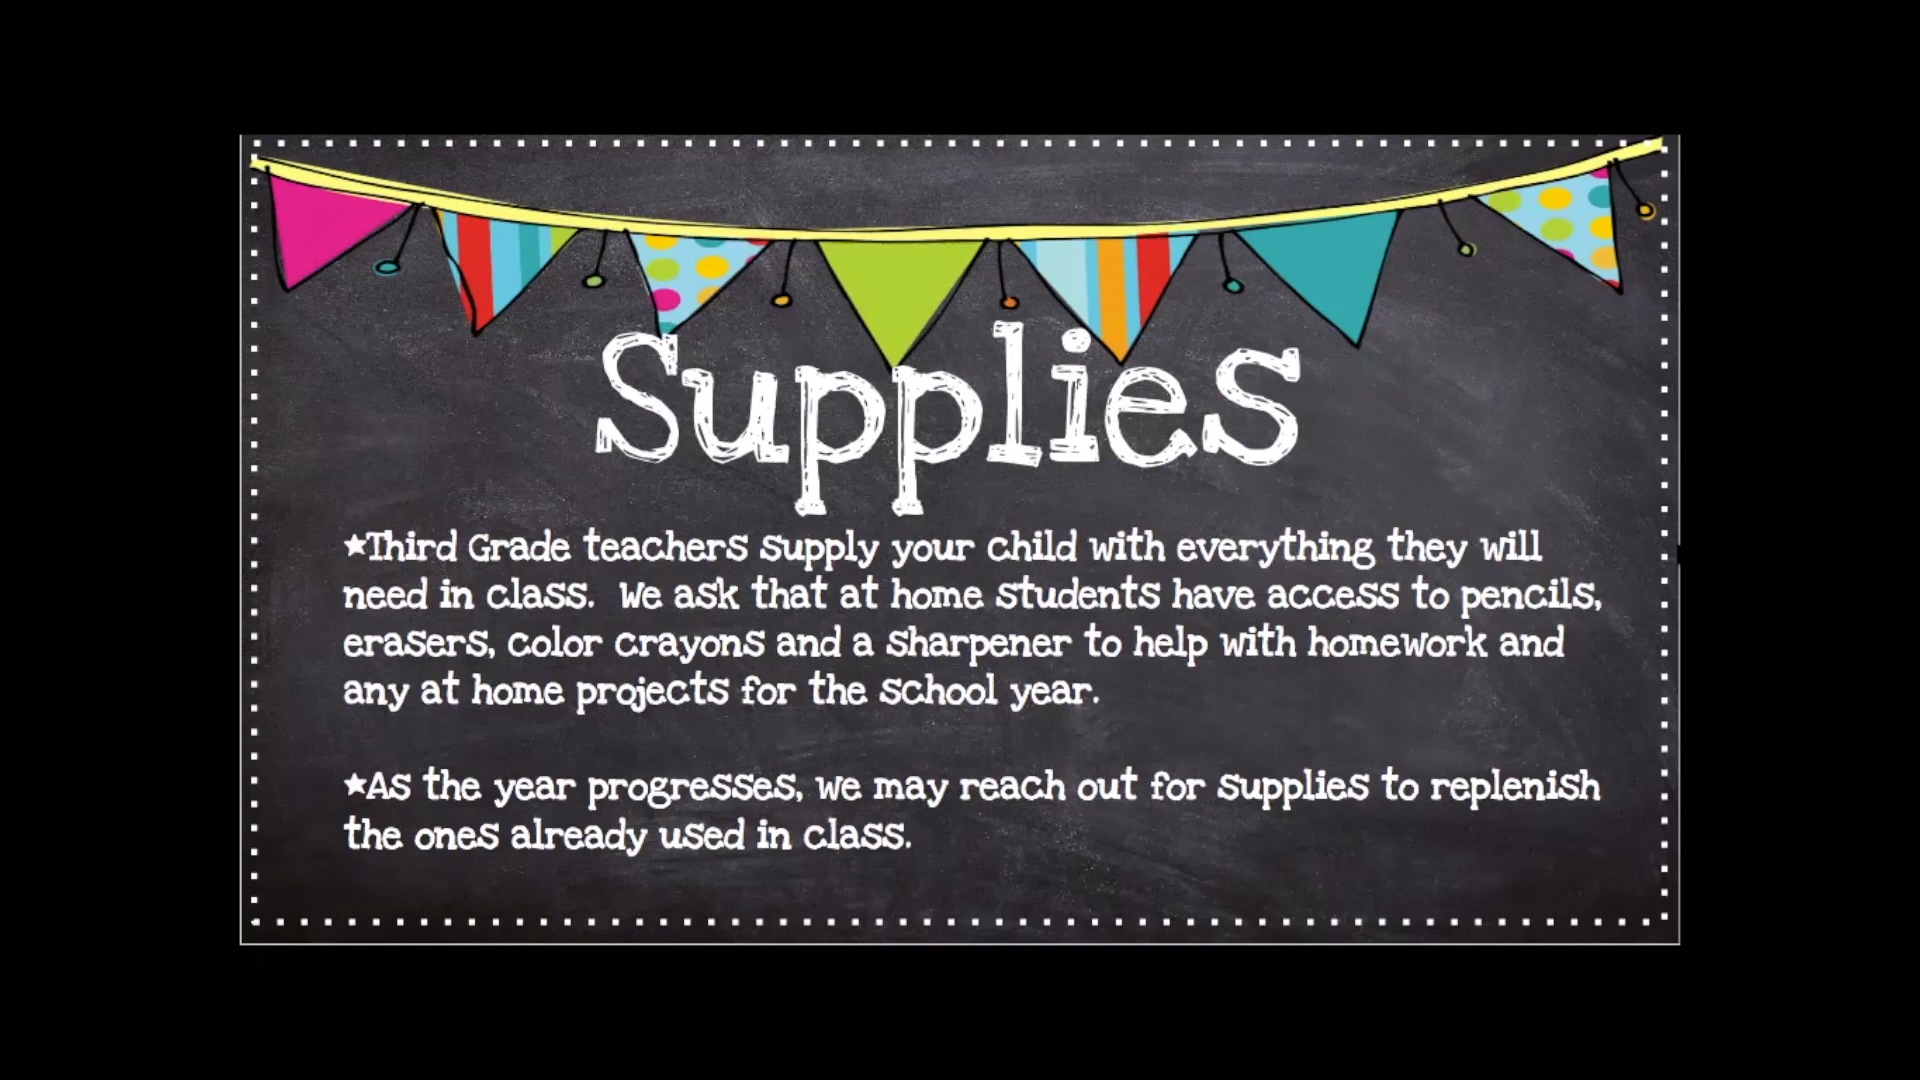 Supplies
★Third Grade teachers supply your child with everything they will
need in class. We ask that at home students have access to pencils,
erasers, color crayons and a sharpener to help with homework and
any at home projects for the school year.
★As the year progresses, we may reach out for supplies to replenish
the ones already used in class.